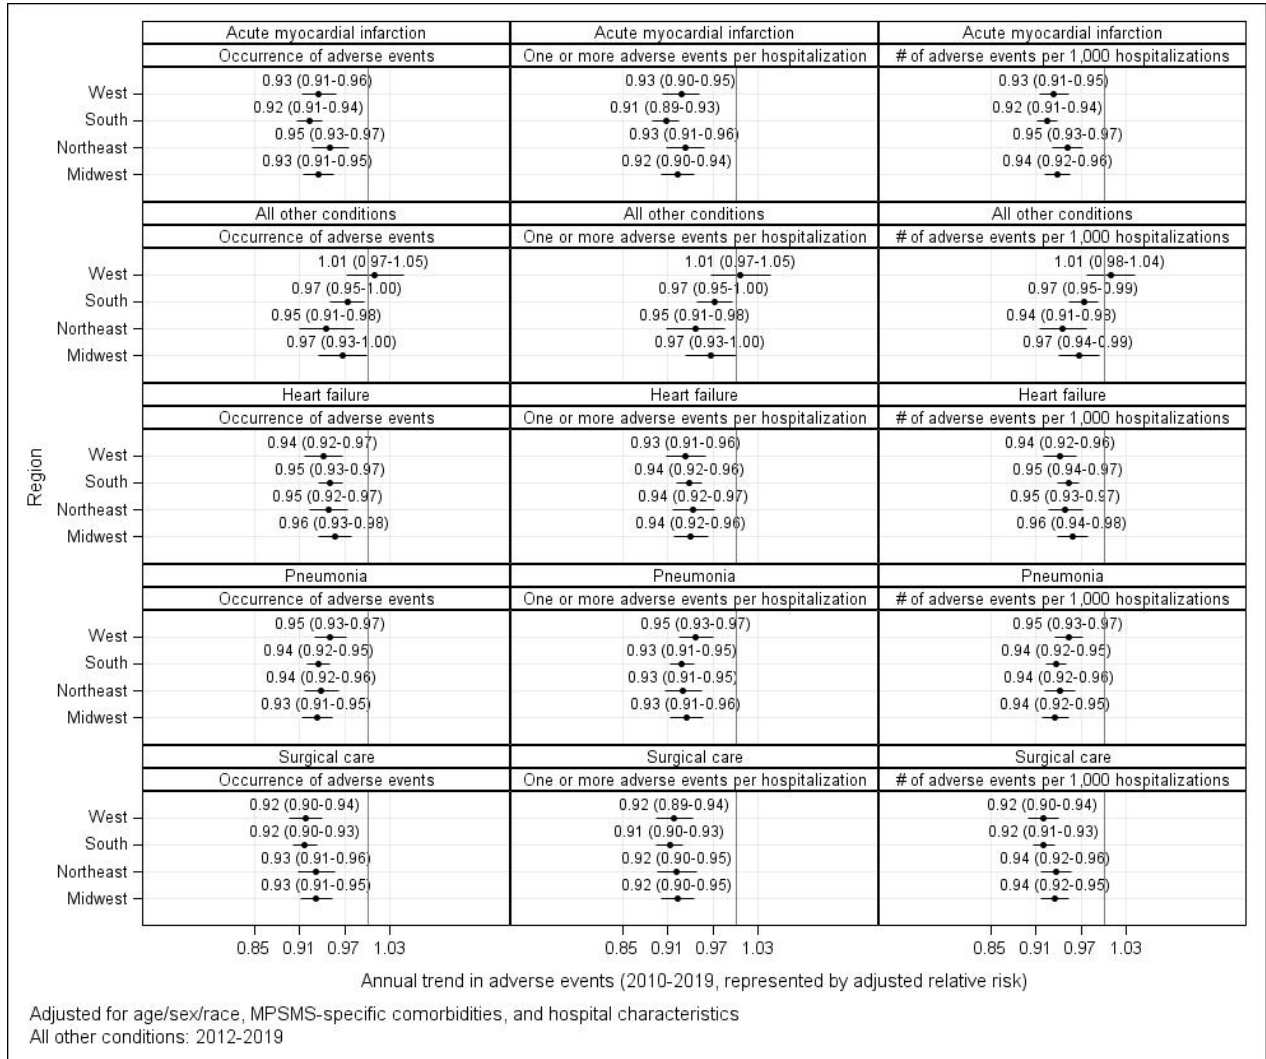 Acute myocardial infarction Acute myocardial infarction Acute myocardial infarction
Occurrence of adverse events One or more adverse events per hospitalization # of adverse events per 1,000 hospitalizations
West 0.93 (0.91-0.96) 0.93 (0.90-0.95) 0.93 (0.91-0.95)
South 0.92 (0.91-0.94) 0.91 (0.89-0.93) 0.92 (0.91-0.94)
Northeast 0.95 (0.93-0.97) 0.93 (0.91-0.96) 0.95 (0.93-0.97)
Midwest 0.93 (0.91-0.95) 0.92 (0.90-0.94) 0.94 (0.92-0.96)
All other conditions All other conditions All other conditions
Occurrence of adverse events One or more adverse events per hospitalization # of adverse events per 1,000 hospitalizations
West 1.01 (0.97-1.05) 1.01 (0.97-1.05) 1.01 (0.98-1.04)
South 0.97 (0.95-1.00) 0.97 (0.95-1.00) 0.97 (0.95-0.99)
Northeast 0.95 (0.91-0.98) 0.95 (0.91-0.98) 0.94 (0.91-0.98)
Midwest 0.97 (0.93-1.00) 0.97 (0.93-1.00) 0.97 (0.94-0.99)
Heart failure Heart failure Heart failure
Occurrence of adverse events One or more adverse events per hospitalization # of adverse events per 1,000 hospitalizations
West 0.94 (0.92-0.97) 0.93 (0.91-0.96) 0.94 (0.92-0.96)
South 0.95 (0.93-0.97) 0.94 (0.92-0.96) 0.95 (0.94-0.97)
Northeast 0.95 (0.92-0.97) 0.94 (0.92-0.97) 0.95 (0.93-0.97)
Midwest 0.96 (0.93-0.98) 0.94 (0.92-0.96) 0.96 (0.94-0.98)
Region
Pneumonia Pneumonia Pneumonia
Occurrence of adverse events One or more adverse events per hospitalization # of adverse events per 1,000 hospitalizations
West 0.95 (0.93-0.97) 0.95 (0.93-0.97) 0.95 (0.93-0.97)
South 0.94 (0.92-0.95) 0.93 (0.91-0.95) 0.94 (0.92-0.95)
Northeast 0.94 (0.92-0.96) 0.93 (0.91-0.95) 0.94 (0.92-0.96)
Midwest 0.93 (0.91-0.95) 0.93 (0.91-0.96) 0.94 (0.92-0.95)
Surgical care Surgical care Surgical care
Occurrence of adverse events One or more adverse events per hospitalization # of adverse events per 1,000 hospitalizations
West 0.92 (0.90-0.94) 0.92 (0.89-0.94) 0.92 (0.90-0.94)
South 0.92 (0.90-0.93) 0.91 (0.90-0.93) 0.92 (0.91-0.93)
Northeast 0.93 (0.91-0.96) 0.92 (0.90-0.95) 0.94 (0.92-0.96)
Midwest 0.93 (0.91-0.95) 0.92 (0.90-0.95) 0.94 (0.92-0.95)
0.85 0.91 0.97 1.03 0.85 0.91 0.97 1.03 0.85 0.91 0.97 1.03
Annual trend in adverse events (2010-2019, represented by adjusted relative risk)
Adjusted for age/sex/race, MPSMS-specific comorbidities, and hospital characteristics
All other conditions: 2012-2019